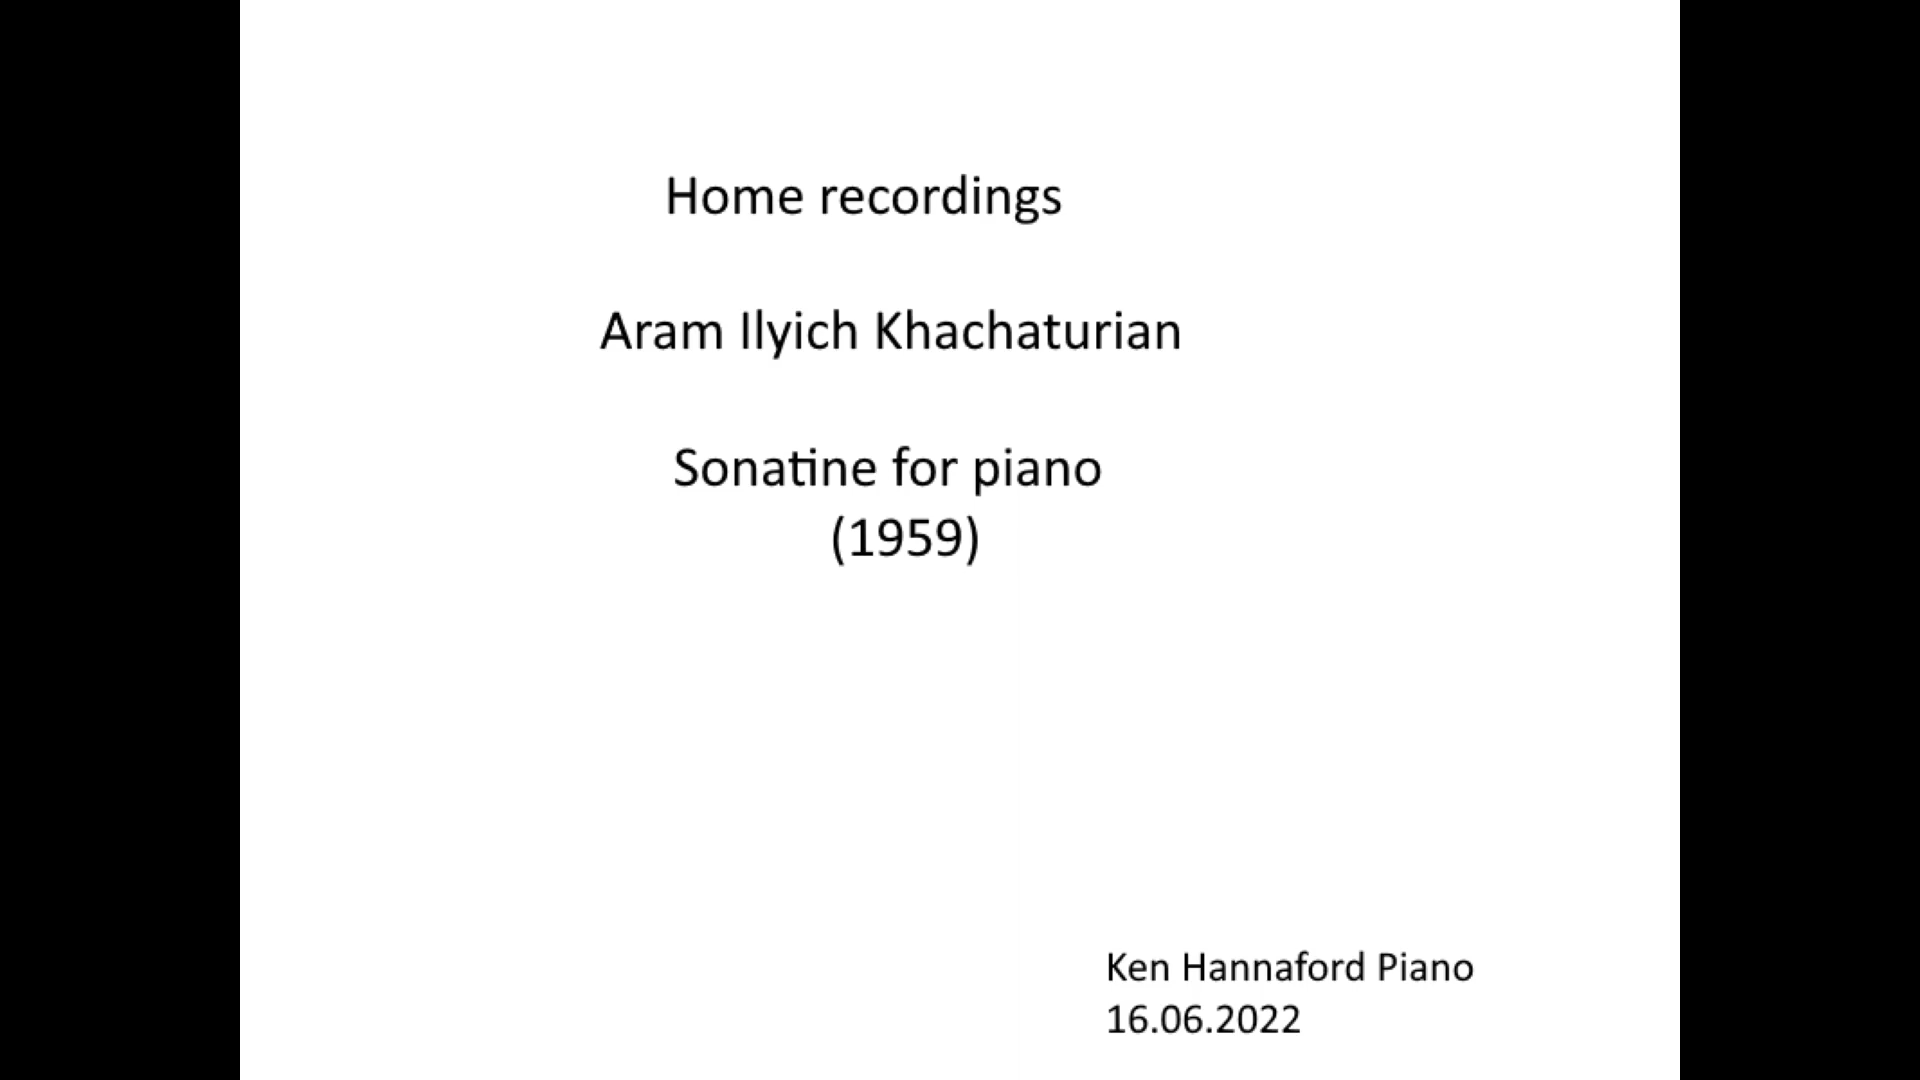 Home recordings
Aram Ilyich Khachaturian
Sonatine for piano
(1959)
Ken Hannaford Piano
16.06.2022